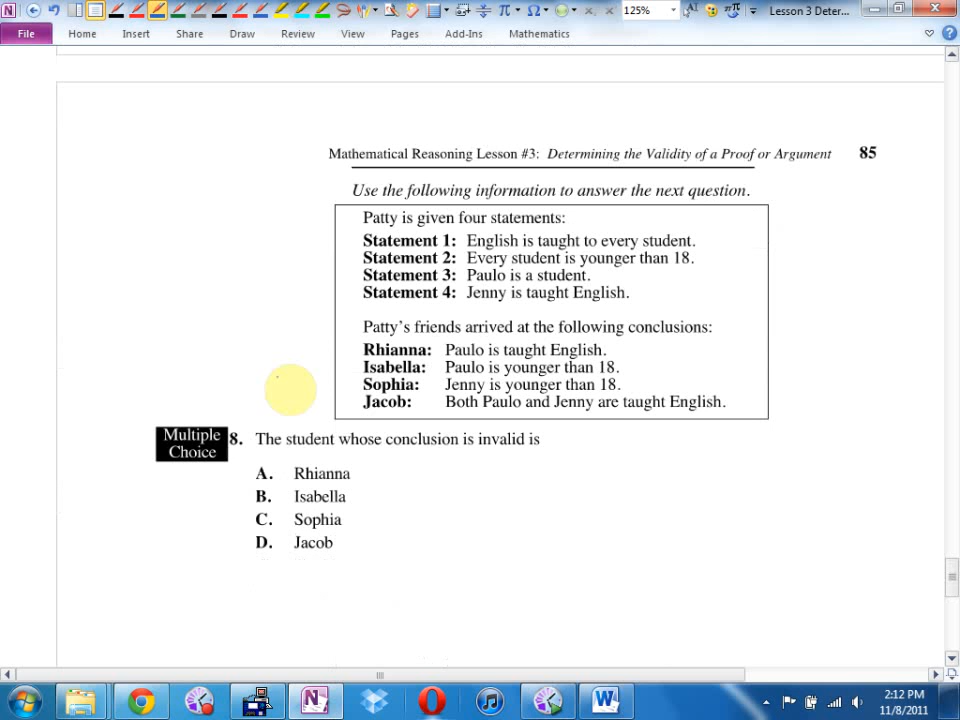 125%
Lesson 3 Deter...
File Home Insert Share Draw Review View Pages Add-Ins Mathematics
Mathematical Reasoning Lesson #3: Determining the Validity of a Proof or Argument 85
Use the following information to answer the next question.
Patty is given four statements:
Statement 1: English is taught to every student.
Statement 2: Every student is younger than 18.
Statement 3: Paulo is a student.
Statement 4: Jenny is taught English.
Patty's friends arrived at the following conclusions:
Rhianna: Paulo is taught English.
Isabella: Paulo is younger than 18.
Sophia: Jenny is younger than 18.
Jacob: Both Paulo and Jenny are taught English.
Multiple Choice
8. The student whose conclusion is invalid is
A. Rhianna
B. Isabella
C. Sophia
D. Jacob
2:12 PM
11/8/2011